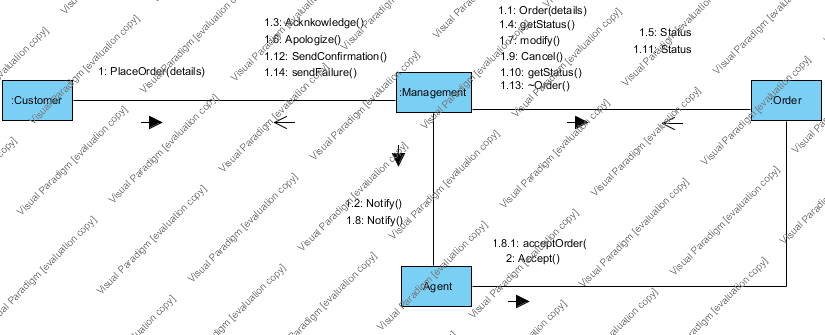 1.1: Order(details)
1.3: Acknkowledge()
1.4: getStatus()
1.5: Status
1.6: Apologize()
1.7: modify()
1.11: Status
1.12: SendConfirmation()
1.9: Cancel()
1: PlaceOrder(details)
1.14: sendFailure()
1.10: getStatus()
1.13: ~Order()
:Customer
:Management
:Order
1.2: Notify()
1.8: Notify()
1.8.1: acceptOrder(
2: Accept()
Agent
Visual Paradigm [evaluation copy]